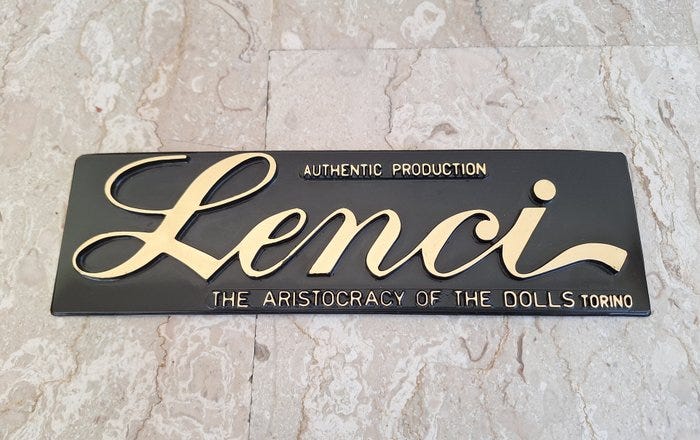 AUTHENTIC PRODUCTION
Lenci
THE ARISTOCRACY OF THE DOLLS TORINO